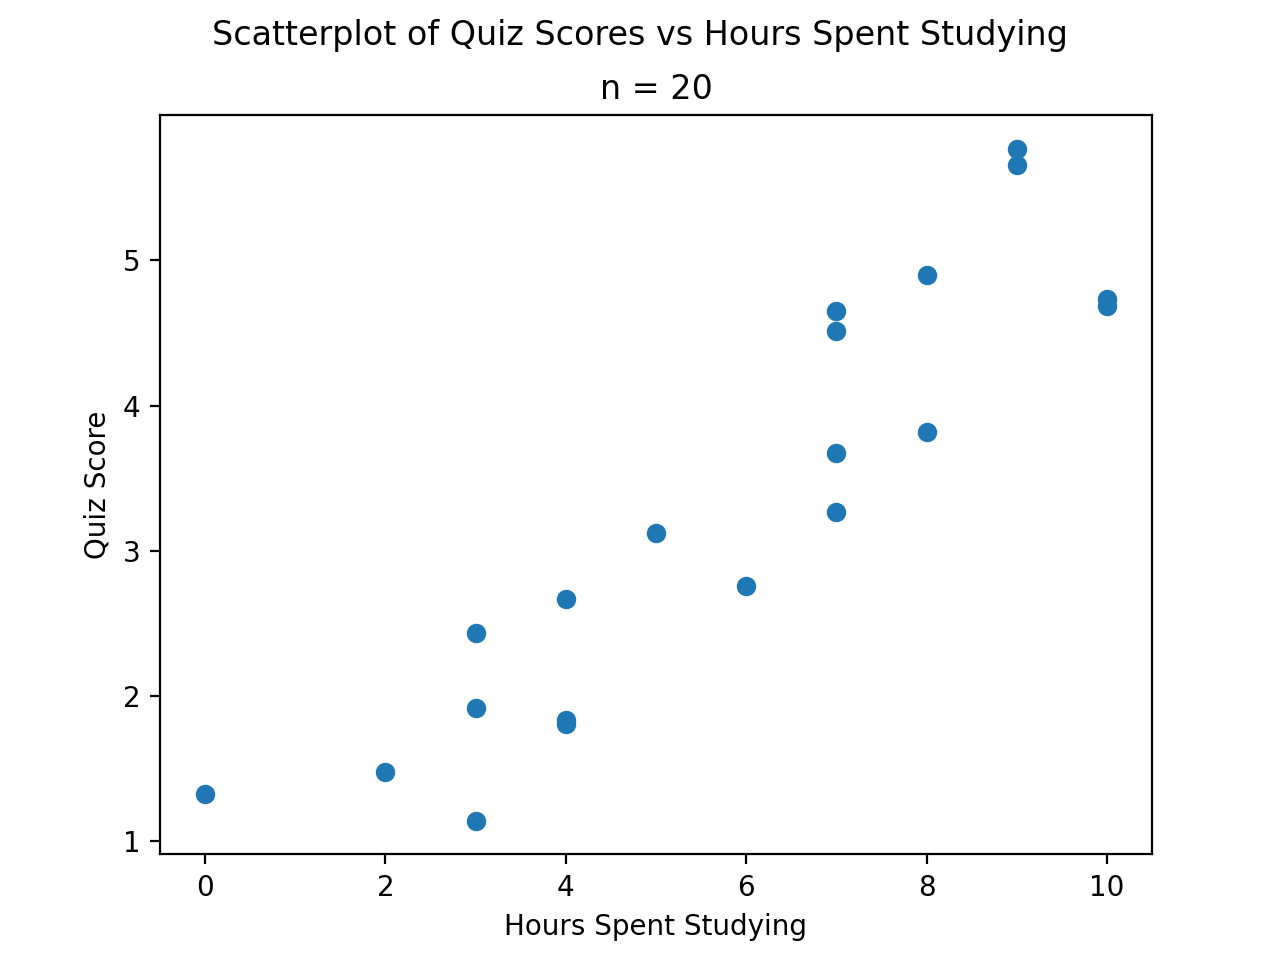 Scatterplot of Quiz Scores vs Hours Spent Studying
n = 20
5
4
3
2
1
Quiz Score
0 2 4 6 8 10
Hours Spent Studying